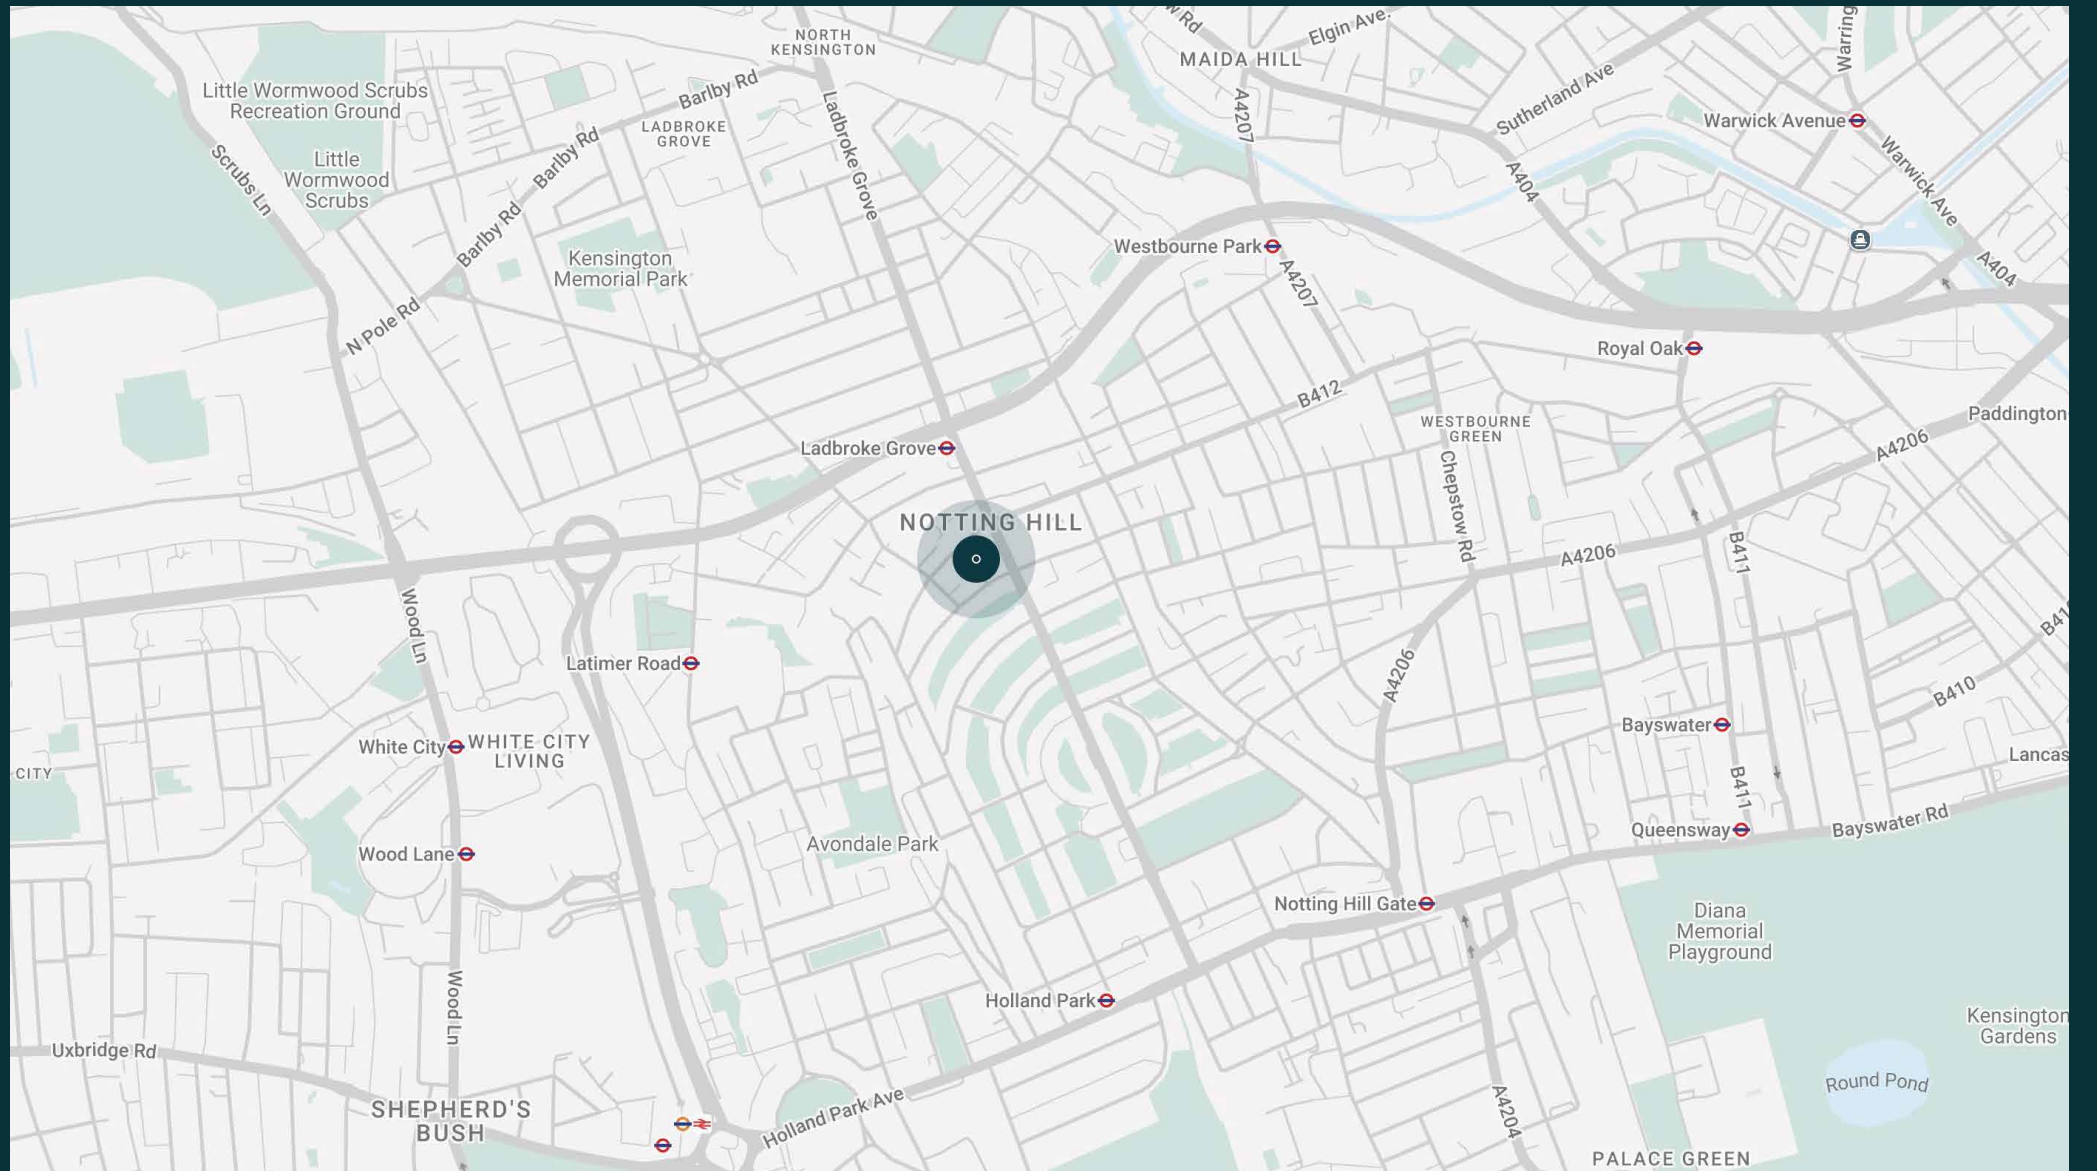 NORTH
KENSINGTON
MAIDA HILL
Elgin Ave.
w Rd
Warring
Little Wormwood Scrubs
Recreation Ground
Barlby Rd
Ladbroke Grove
A4207
Sutherland Ave
Warwick Avenue
LADBROKE
GROVE
Little
Wormwood
Scrubs
Scrubs Ln
Barlby Rd
A404
Warwick Ave
Barlby Rd
Kensington
Memorial Park
Westbourne Park
A4207
A404
N Pole Rd
Royal Oak
B412
WESTBOURNE
GREEN
Paddington
A4206
Ladbroke Grove
Chepstow Rd
NOTTING HILL
A4206
B411
Wood Ln
Latimer Road
A4206
B410
B410
White City
WHITE CITY
LIVING
Bayswater
CITY
Lancas
B411
Wood Lane
Avondale Park
Queensway
Bayswater Rd
Notting Hill Gate
Diana
Memorial
Playground
Wood Ln
Holland Park
Kensington
Gardens
Uxbridge Rd
Round Pond
SHEPHERD'S
BUSH
Holland Park Ave
A4204
PALACE GREEN